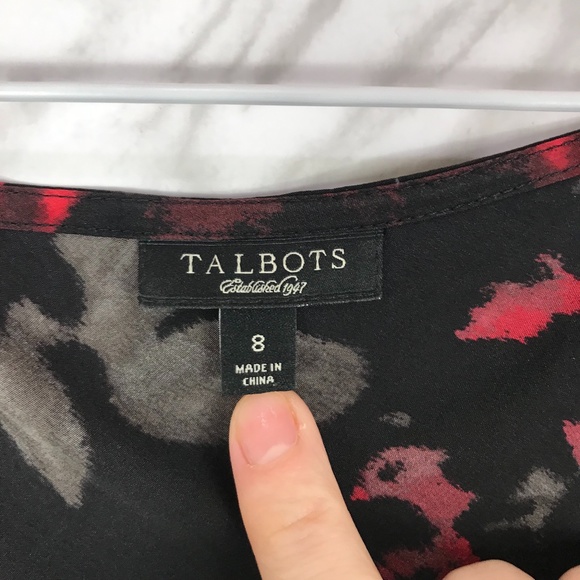 TALBOTS
Established 1947
8
MADE IN
CHINA